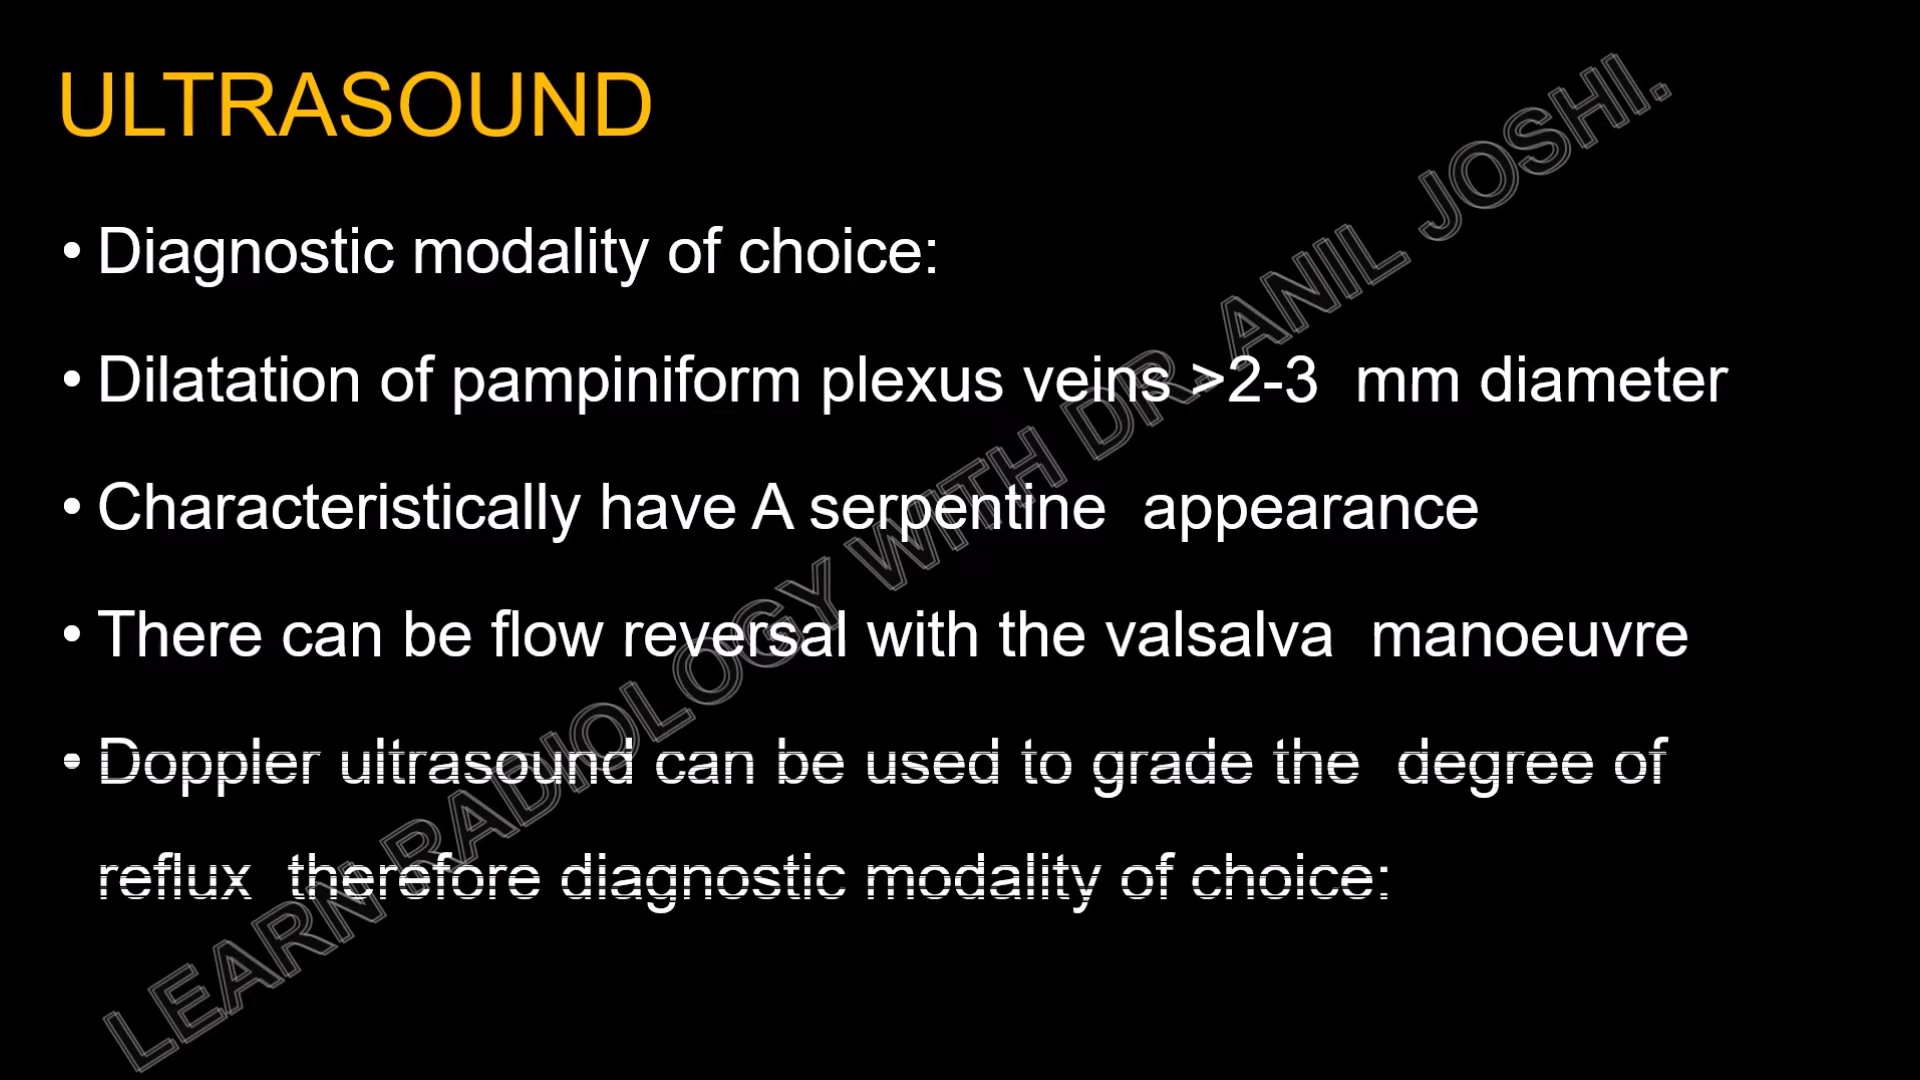 ULTRASOUND
• Diagnostic modality of choice:
• Dilatation of pampiniform plexus veins >2-3  mm diameter
• Characteristically have A serpentine  appearance
• There can be flow reversal with the valsalva  manoeuvre
• Doppler ultrasound can be used to grade the  degree of
reflux  therefore diagnostic modality of choice:
LEARN RADIOLOGY WITH DR. ANIL JOSHI.